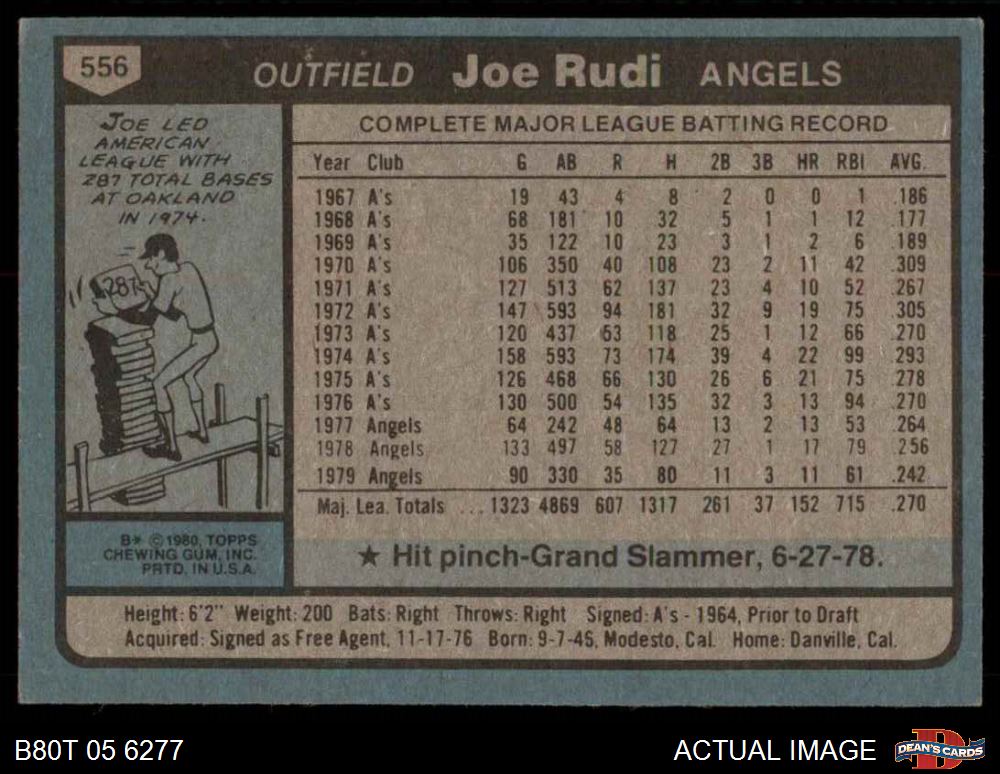 556
OUTFIELD Joe Rudi ANGELS
JOE LED
AMERICAN
LEAGUE WITH
287 TOTAL BASES
AT OAKLAND
IN 1974.
287
B* © 1980, TOPPS
CHEWING GUM, INC.
PRTD. IN U.S.A.
COMPLETE MAJOR LEAGUE BATTING RECORD
Year Club G AB R H 2B 3B HR RBI AVG.
1967 A's 19 43 4 8 2 0 0 1 .186
1968 A's 68 181 10 32 5 1 1 12 .177
1969 A's 35 122 10 23 3 1 2 6 .189
1970 A's 106 350 40 108 23 2 11 42 .309
1971 A's 127 513 62 137 23 4 10 52 .267
1972 A's 147 593 94 181 32 9 19 75 .305
1973 A's 120 437 53 118 25 1 12 66 .270
1974 A's 158 593 73 174 39 4 22 99 .293
1975 A's 126 468 66 130 26 6 21 75 .278
1976 A's 130 500 54 135 32 3 13 94 .270
1977 Angels 64 242 48 64 13 2 13 53 .264
1978 Angels 133 497 58 127 27 1 17 79 .256
1979 Angels 90 330 35 80 11 3 11 61 .242
Maj. Lea. Totals ... 1323 4869 607 1317 261 37 152 715 .270
★ Hit pinch-Grand Slammer, 6-27-78.
Height: 6'2" Weight: 200 Bats: Right Throws: Right Signed: A's - 1964, Prior to Draft
Acquired: Signed as Free Agent, 11-17-76 Born: 9-7-46, Modesto, Cal. Home: Danville, Cal.
B80T 05 6277
ACTUAL IMAGE
D
DEAN'S CARDS